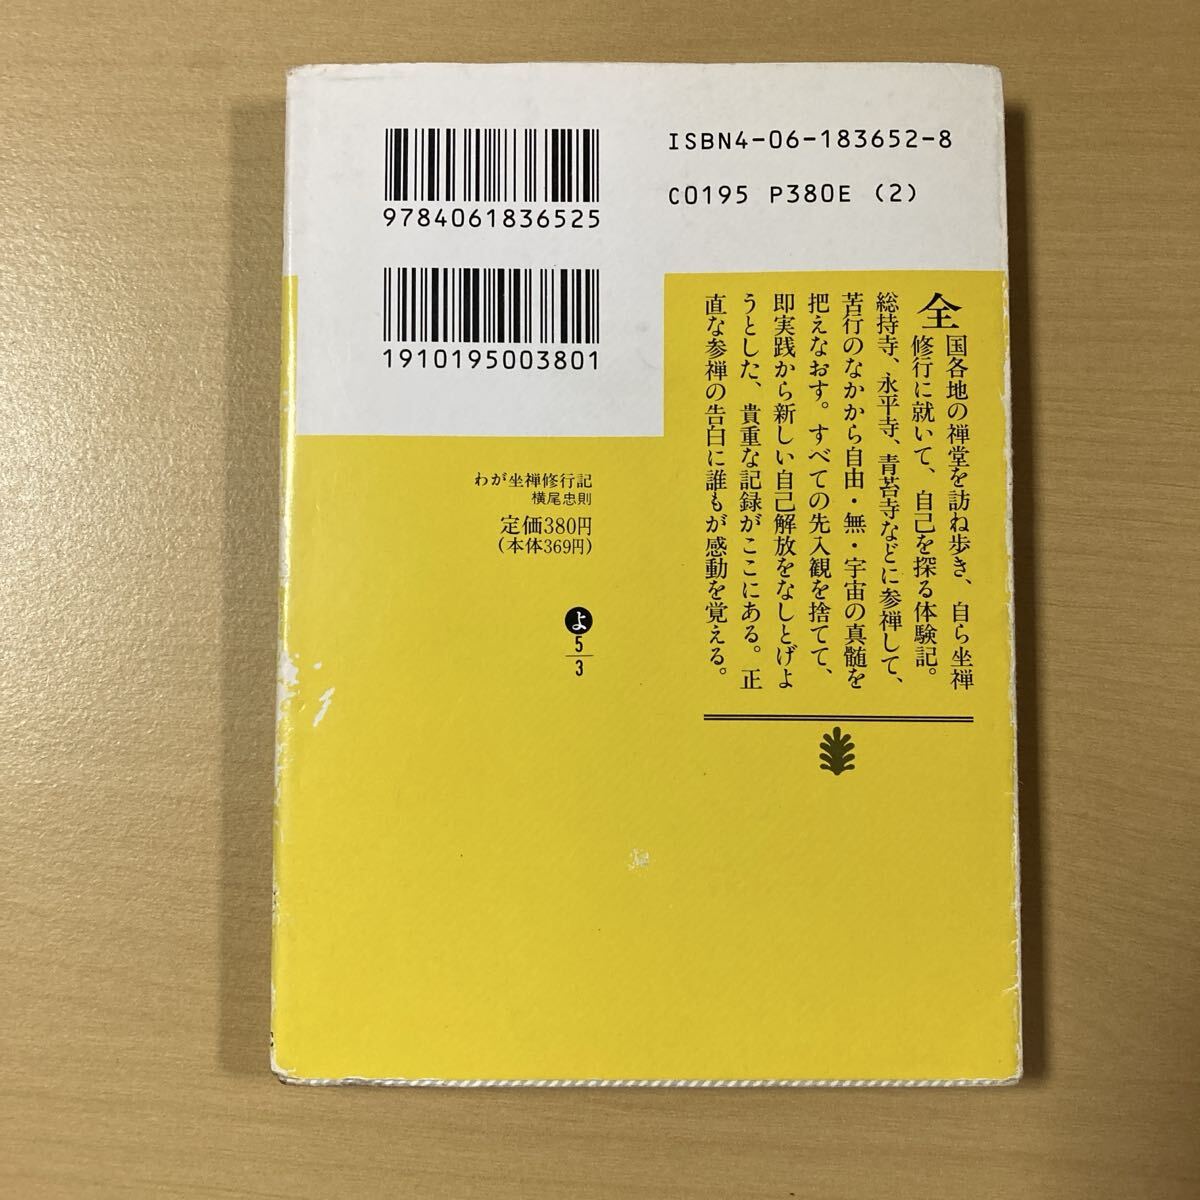 ISBN4-06-183652-8
C0195 P380E (2)
9784061836525
1910195003801
全国各地の禅堂を訪ね歩き、自ら坐禅
修行に就いて、自己を探る体験記。
総持寺、永平寺、青苔寺などに参禅して、
苦行のなかから自由・無・宇宙の真髄を
把えなおす。すべての先入観を捨てて、
即実践から新しい自己解放をなしとげよ
うとした、貴重な記録がここにある。正
直な参禅の告白に誰もが感動を覚える。
わが坐禅修行記
横尾忠則
定価380円
(本体369円)
よ
5
3